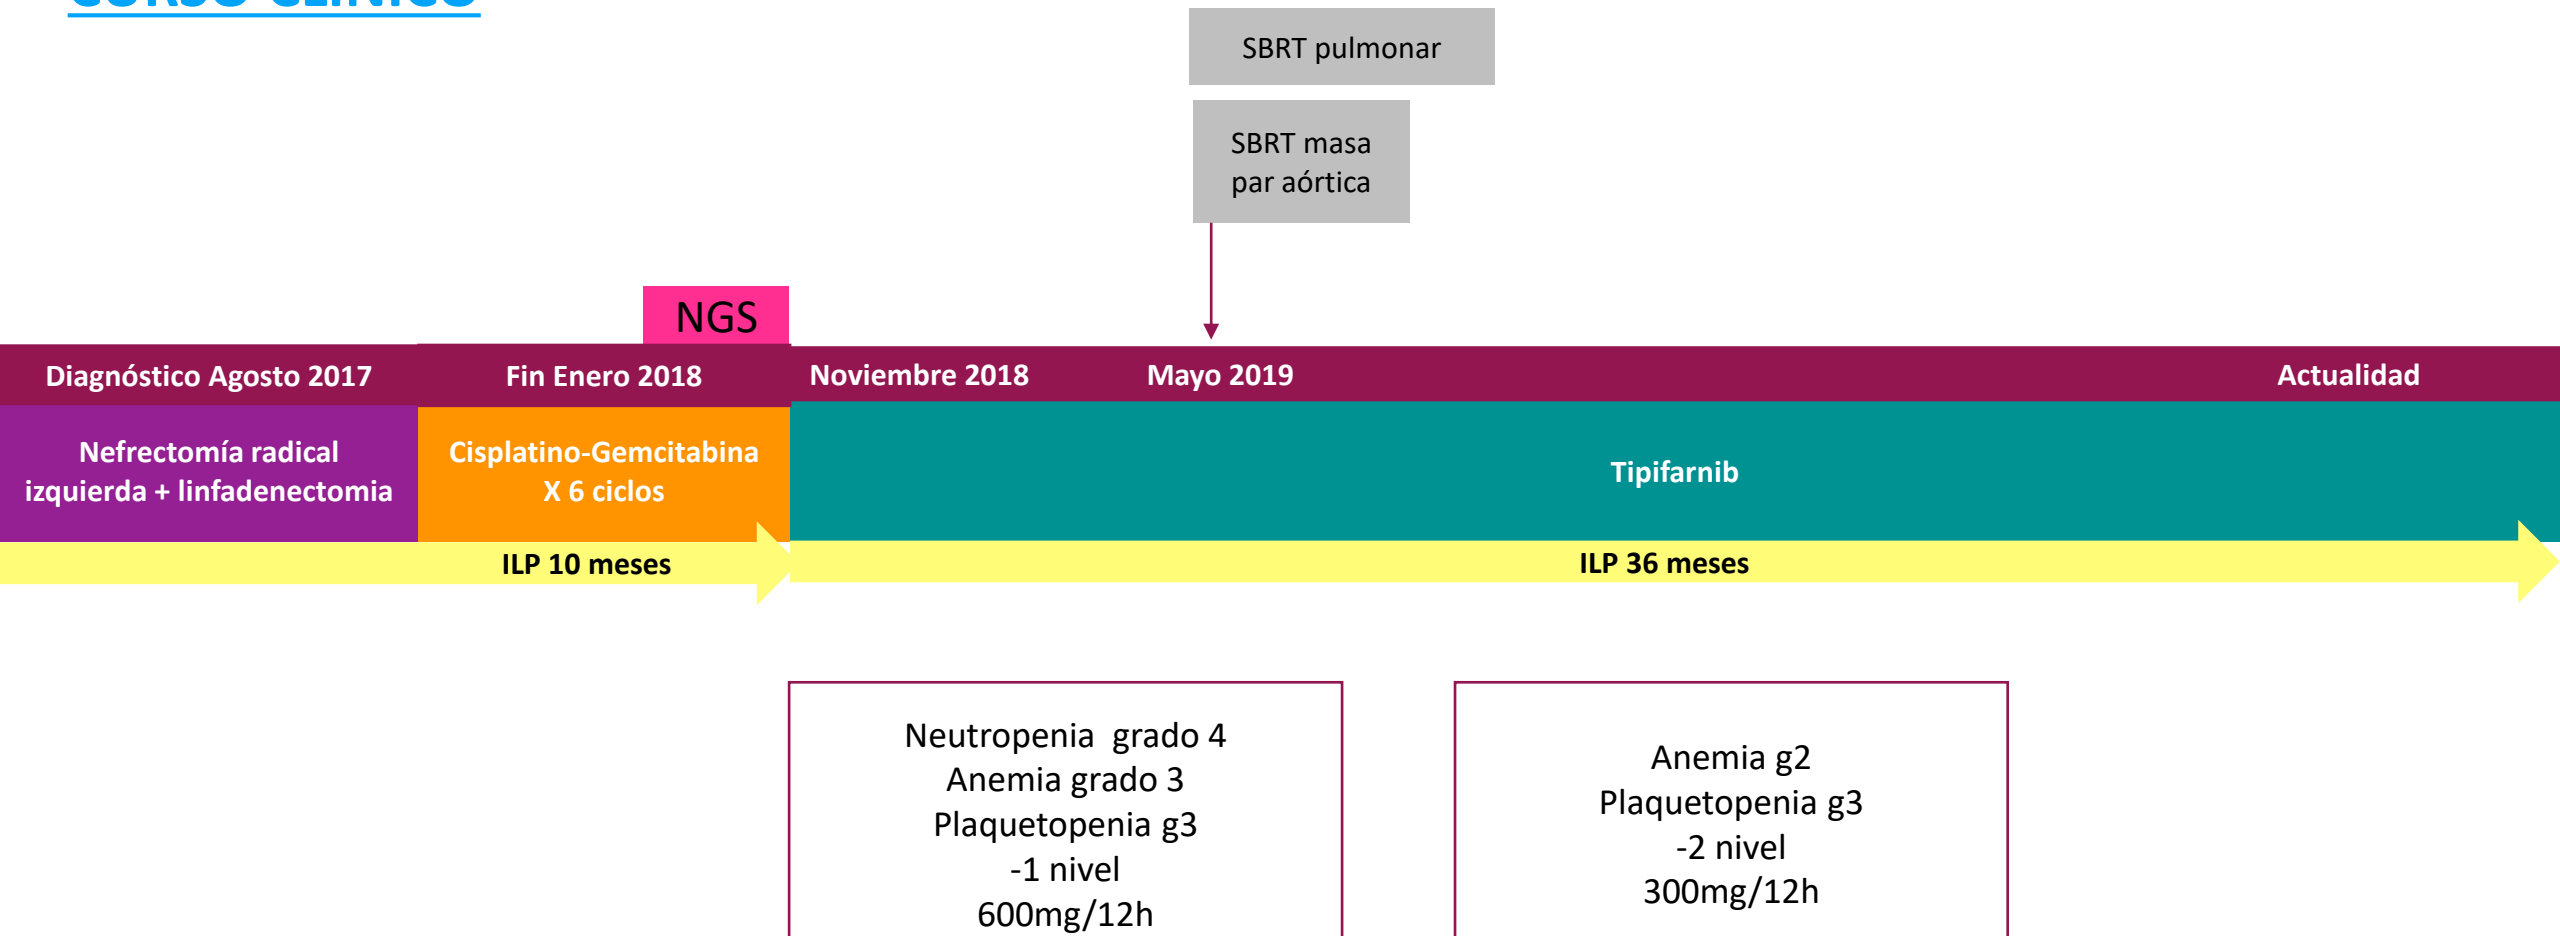 CURSO CLÍNICO
SBRT pulmonar
SBRT masa
par aórtica
NGS
Diagnóstico Agosto 2017
Fin Enero 2018
Noviembre 2018
Mayo 2019
Actualidad
Nefrectomía radical
izquierda + linfadenectomia
Cisplatino-Gemcitabina
X 6 ciclos
Tipifarnib
ILP 10 meses
ILP 36 meses
Neutropenia grado 4
Anemia grado 3
Plaquetopenia g3
-1 nivel
600mg/12h
Anemia g2
Plaquetopenia g3
-2 nivel
300mg/12h